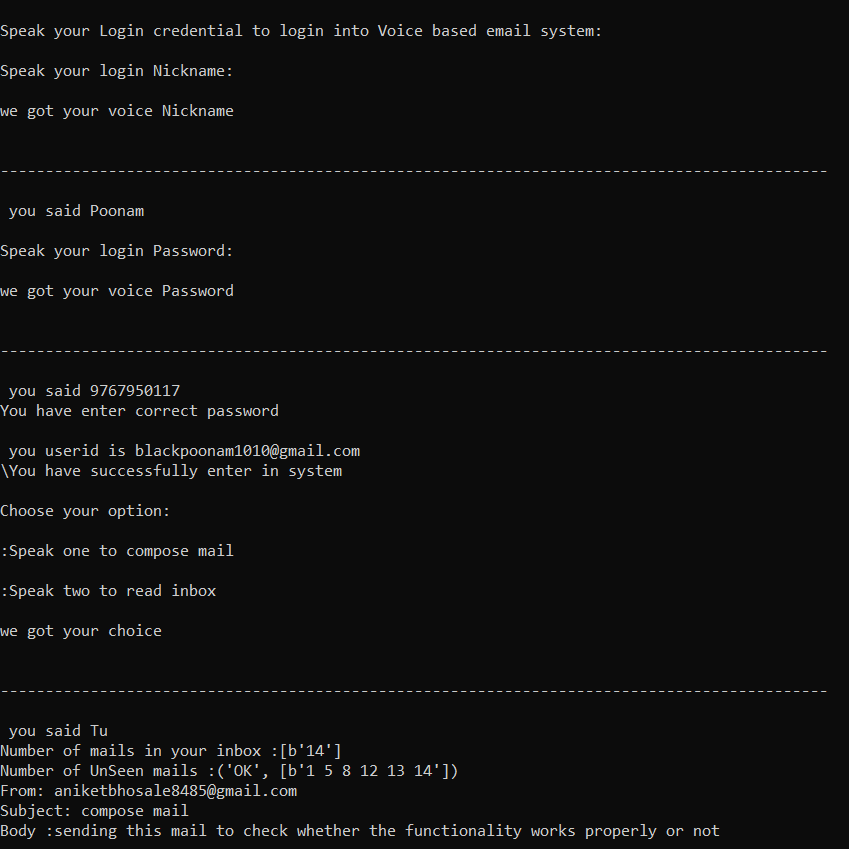 Speak your Login credential to login into Voice based email system:
Speak your login Nickname:
we got your voice Nickname
--------------------------------------------------------------------------------------------
you said Poonam
Speak your login Password:
we got your voice Password
--------------------------------------------------------------------------------------------
you said 9767950117
You have enter correct password
you userid is blackpoonam1010@gmail.com
\You have successfully enter in system
Choose your option:
:Speak one to compose mail
:Speak two to read inbox
we got your choice
--------------------------------------------------------------------------------------------
you said Tu
Number of mails in your inbox :[b'14']
Number of UnSeen mails :('OK', [b'1 5 8 12 13 14'])
From: aniketbhosale8485@gmail.com
Subject: compose mail
Body :sending this mail to check whether the functionality works properly or not